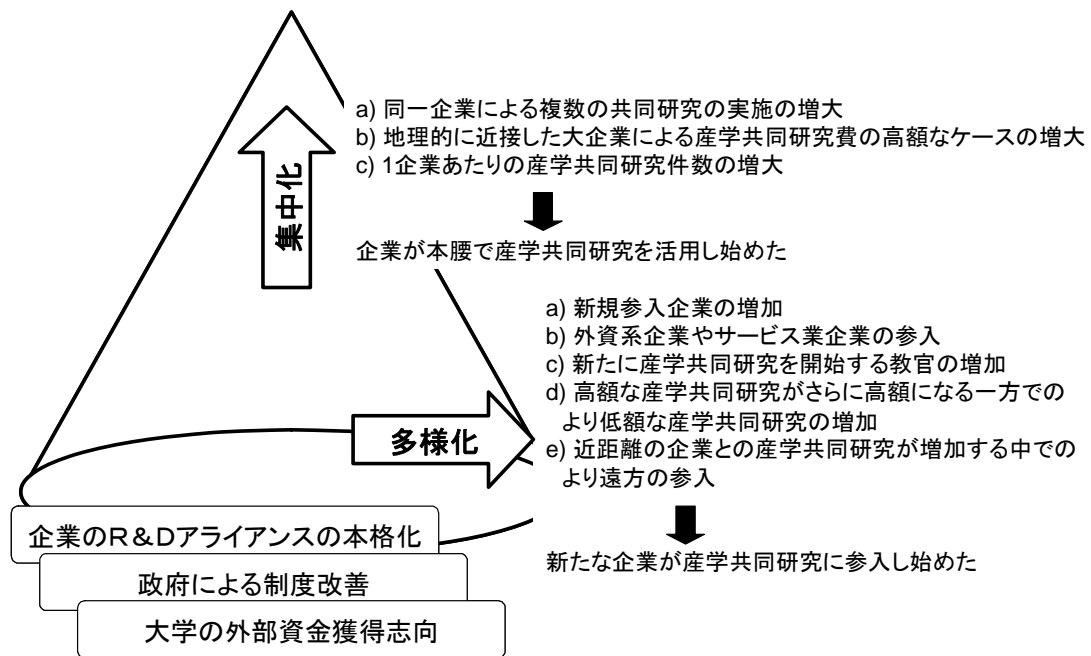 a) 同一企業による複数の共同研究の実施の増大
b) 地理的に近接した大企業による産学共同研究費の高額なケースの増大
c) 1企業あたりの産学共同研究件数の増大
集中化
企業が本腰で産学共同研究を活用し始めた
a) 新規参入企業の増加
b) 外資系企業やサービス業企業の参入
c) 新たに産学共同研究を開始する教官の増加
d) 高額な産学共同研究がさらに高額になる一方での
より低額な産学共同研究の増加
e) 近距離の企業との産学共同研究が増加する中での
より遠方の参入
多様化
新たな企業が産学共同研究に参入し始めた
企業のR&Dアライアンスの本格化
政府による制度改善
大学の外部資金獲得志向